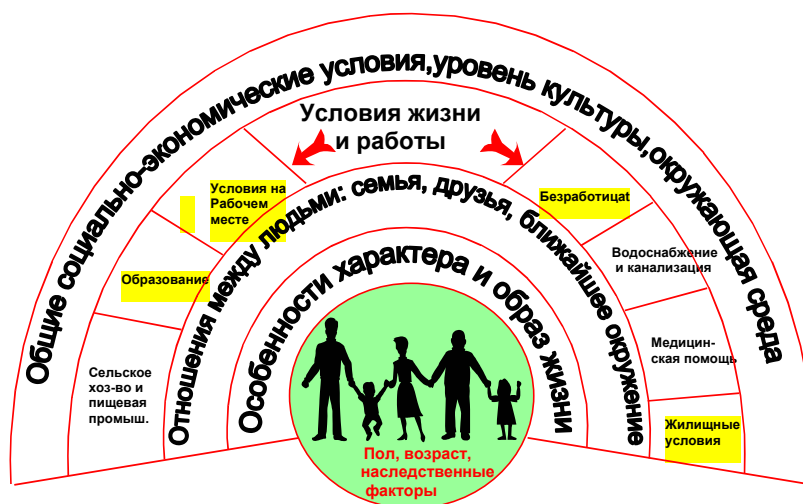 Общие социально-экономические условия,уровень культуры,окружающая среда
Условия жизни
и работы
Условия на
Рабочем
месте
Безработицаt
Образование
Водоснабжение
и канализация
Сельское
хоз-во и
пищевая
промыш.
Медицин-
ская помощь
Жилищные
условия
Отношения между людьми: семья, друзья, ближайшее окружение
Особенности характера и образ жизни
Пол, возраст,
наследственные
факторы